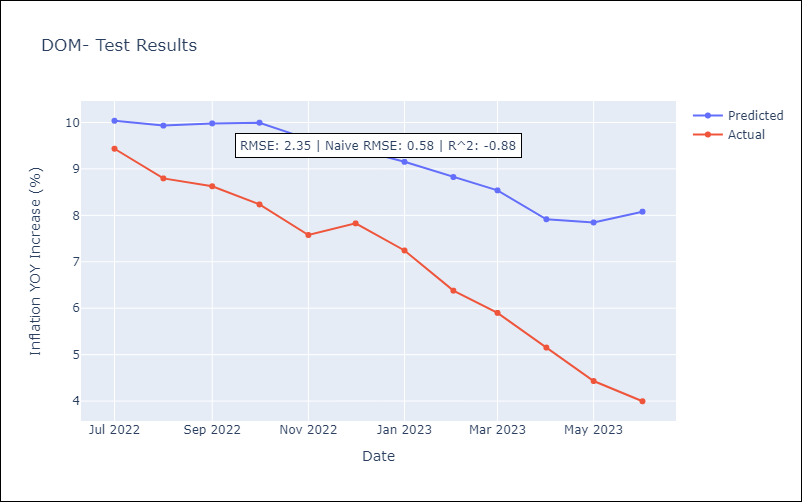 DOM- Test Results
Predicted
Actual
RMSE: 2.35 | Naive RMSE: 0.58 | R^2: -0.88
Inflation YOY Increase (%)
10
9
8
7
6
5
4
Jul 2022
Sep 2022
Nov 2022
Jan 2023
Mar 2023
May 2023
Date